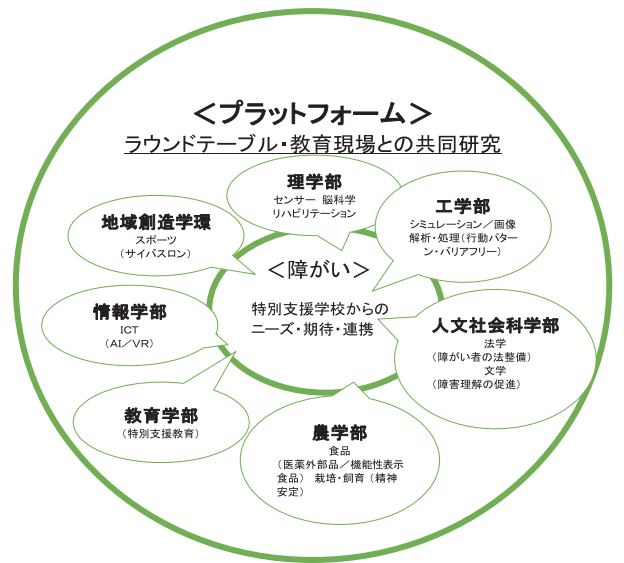 ＜プラットフォーム＞
ラウンドテーブル・教育現場との共同研究
理学部
センサー　脳科学
リハビリテーション
地域創造学環
スポーツ
（サイバスロン）
工学部
シミュレーション／画像
解析・処理（行動パター
ン・バリアフリー）
＜障がい＞
特別支援学校からの
ニーズ・期待・連携
情報学部
ICT
（AI／VR）
人文社会科学部
法学
（障がい者の法整備）
文学
（障害理解の促進）
教育学部
（特別支援教育）
農学部
食品
（医薬外部品／機能性表示
食品）　栽培・飼育（精神
安定）